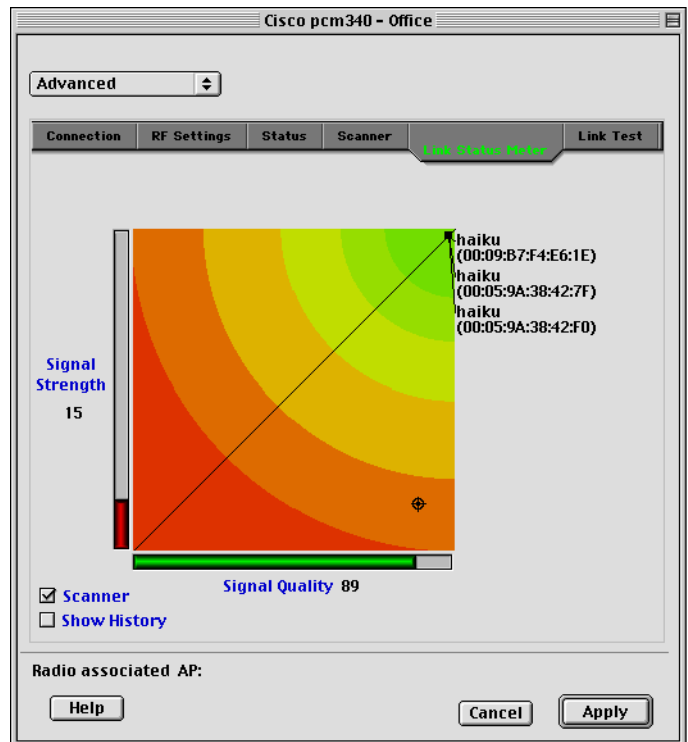 Cisco pcm340 - Office
Advanced
Connection RF Settings Status Scanner Link Status Meter Link Test
haiku
(00:09:B7:F4:E6:1E)
haiku
(00:05:9A:38:42:7F)
haiku
(00:05:9A:38:42:F0)
Signal
Strength
15
Signal Quality 89
Scanner
Show History
Radio associated AP:
Help Cancel Apply